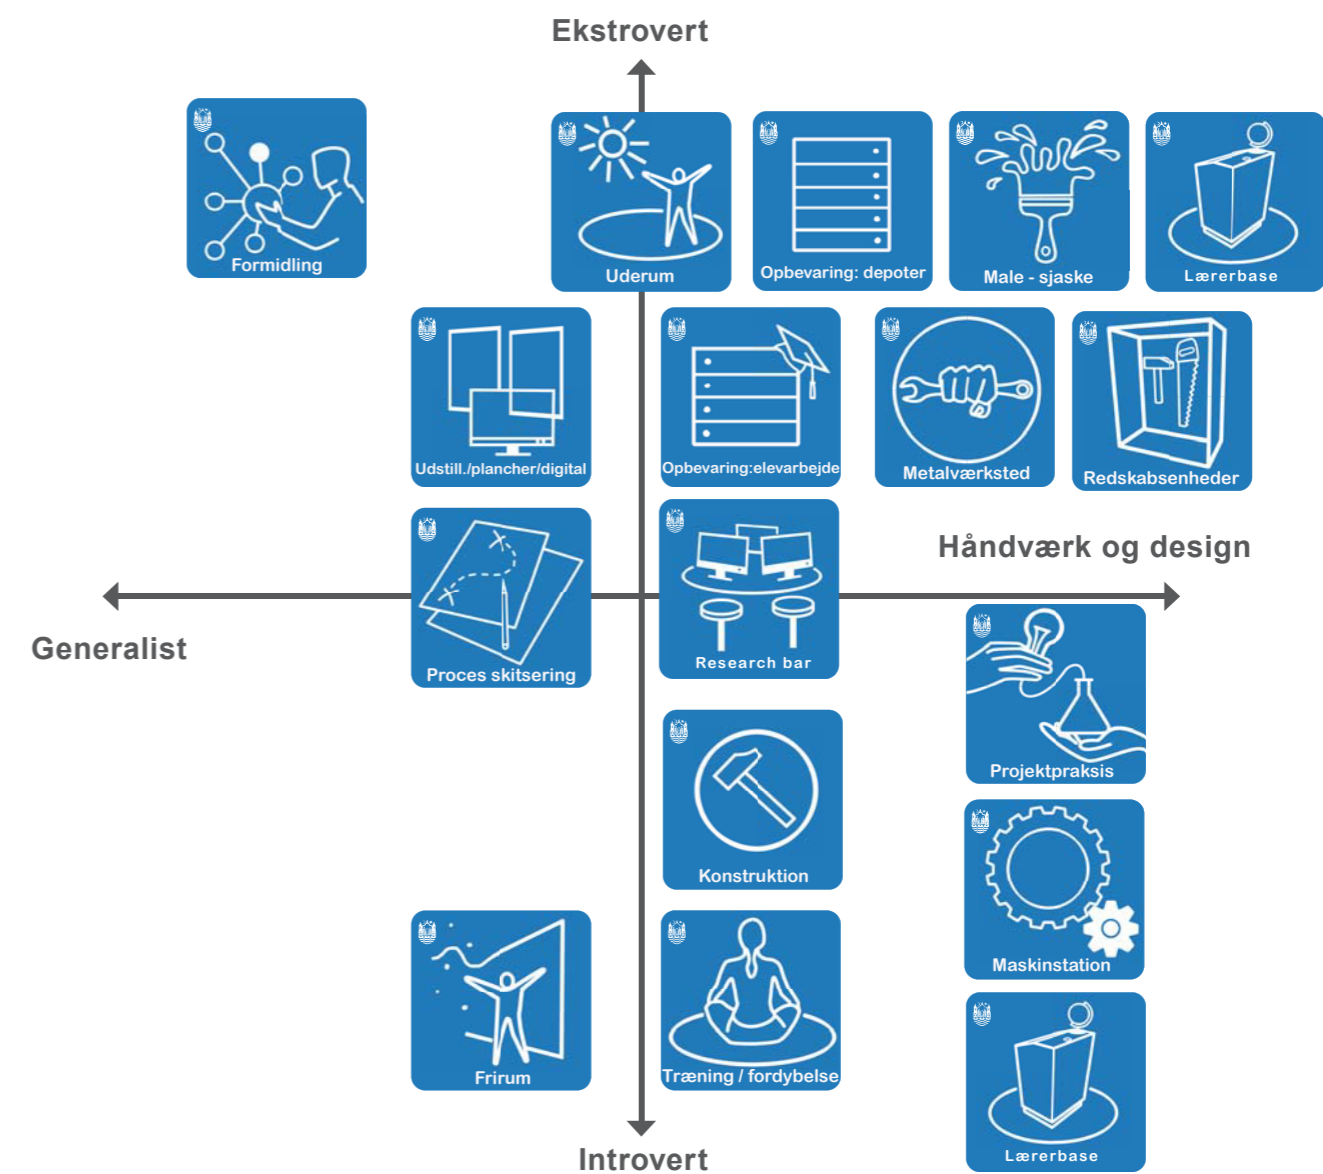 Ekstrovert
Formidling
Uderum
Opbevaring: depoter
Male - sjaske
Lærerbase
Udstill./plancher/digital
Opbevaring:elevarbejde
Metalværksted
Redskabsenheder
Håndværk og design
Generalist
Proces skitsering
Research bar
Projektpraksis
Konstruktion
Maskinstation
Frirum
Træning / fordybelse
Lærerbase
Introvert